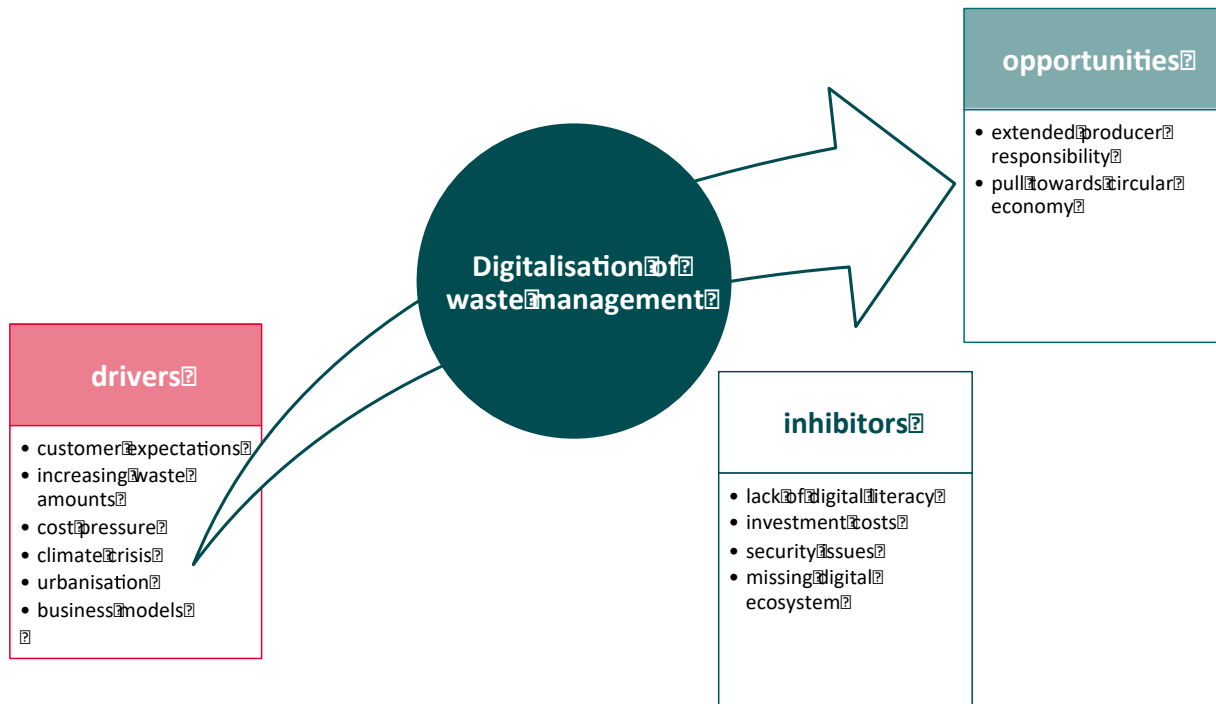 opportunities
• extended producer
responsibility
• pull towards circular
economy
Digitalisation of
waste management
drivers
• customer expectations
• increasing waste
amounts
• cost pressure
• climate crisis
• urbanisation
• business models
inhibitors
• lack of digital literacy
• investment costs
• security issues
• missing digital
ecosystem